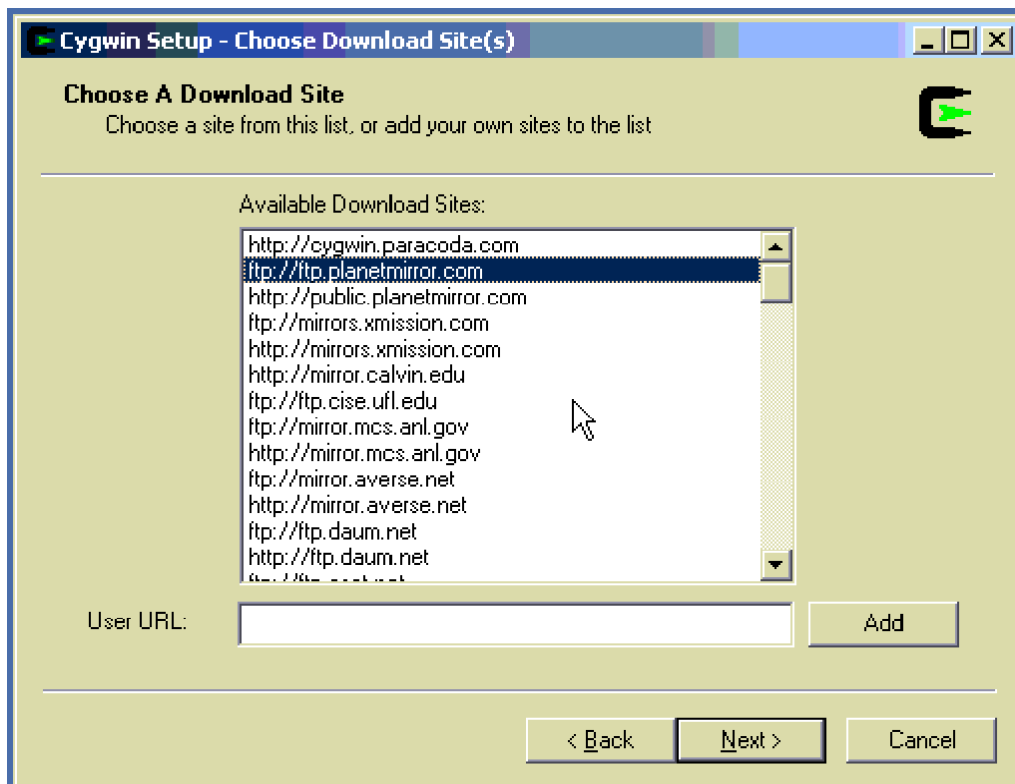 Cygwin Setup - Choose Download Site(s)
Choose A Download Site
Choose a site from this list, or add your own sites to the list
Available Download Sites:
http://cygwin.paracoda.com
ftp://ftp.planetmirror.com
http://public.planetmirror.com
ftp://mirrors.xmission.com
http://mirrors.xmission.com
http://mirror.calvin.edu
ftp://ftp.cise.ufl.edu
ftp://mirror.mcs.anl.gov
http://mirror.mcs.anl.gov
ftp://mirror.averse.net
http://mirror.averse.net
ftp://ftp.daum.net
http://ftp.daum.net
User URL:
Add
< Back
Next >
Cancel